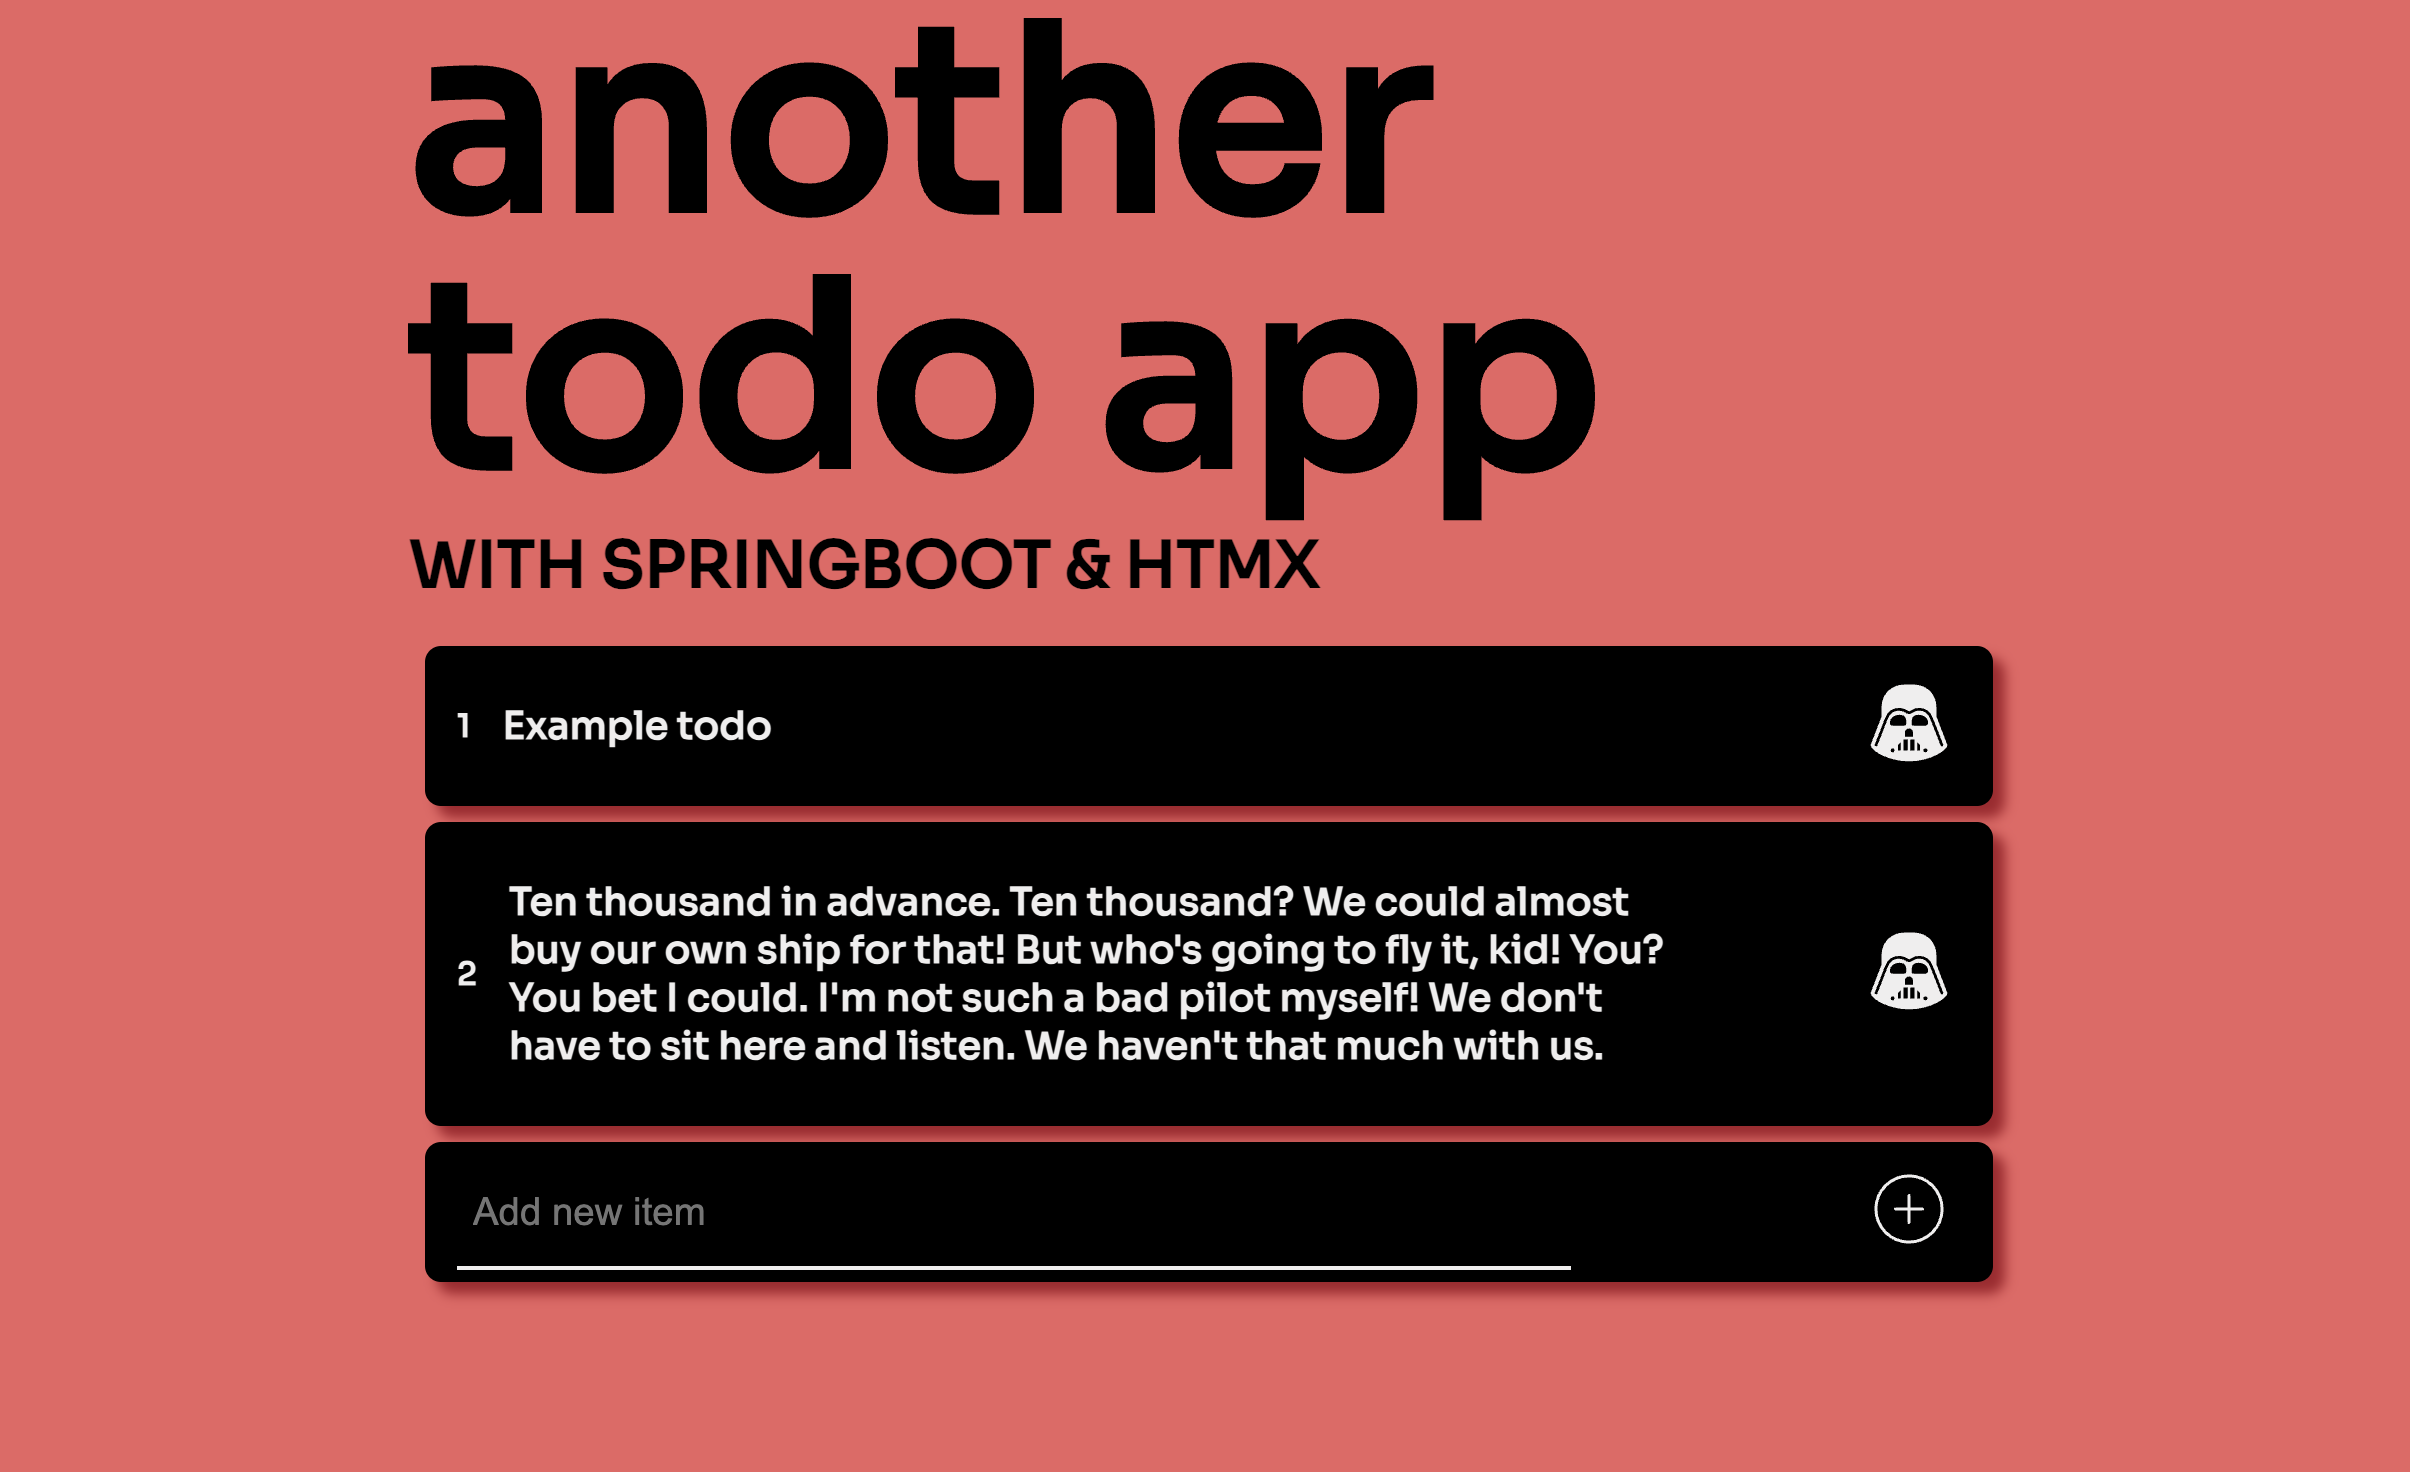 another
todo app
WITH SPRINGBOOT & HTMX
1 Example todo
2
Ten thousand in advance. Ten thousand? We could almost
buy our own ship for that! But who's going to fly it, kid! You?
You bet I could. I'm not such a bad pilot myself! We don't
have to sit here and listen. We haven't that much with us.
Add new item